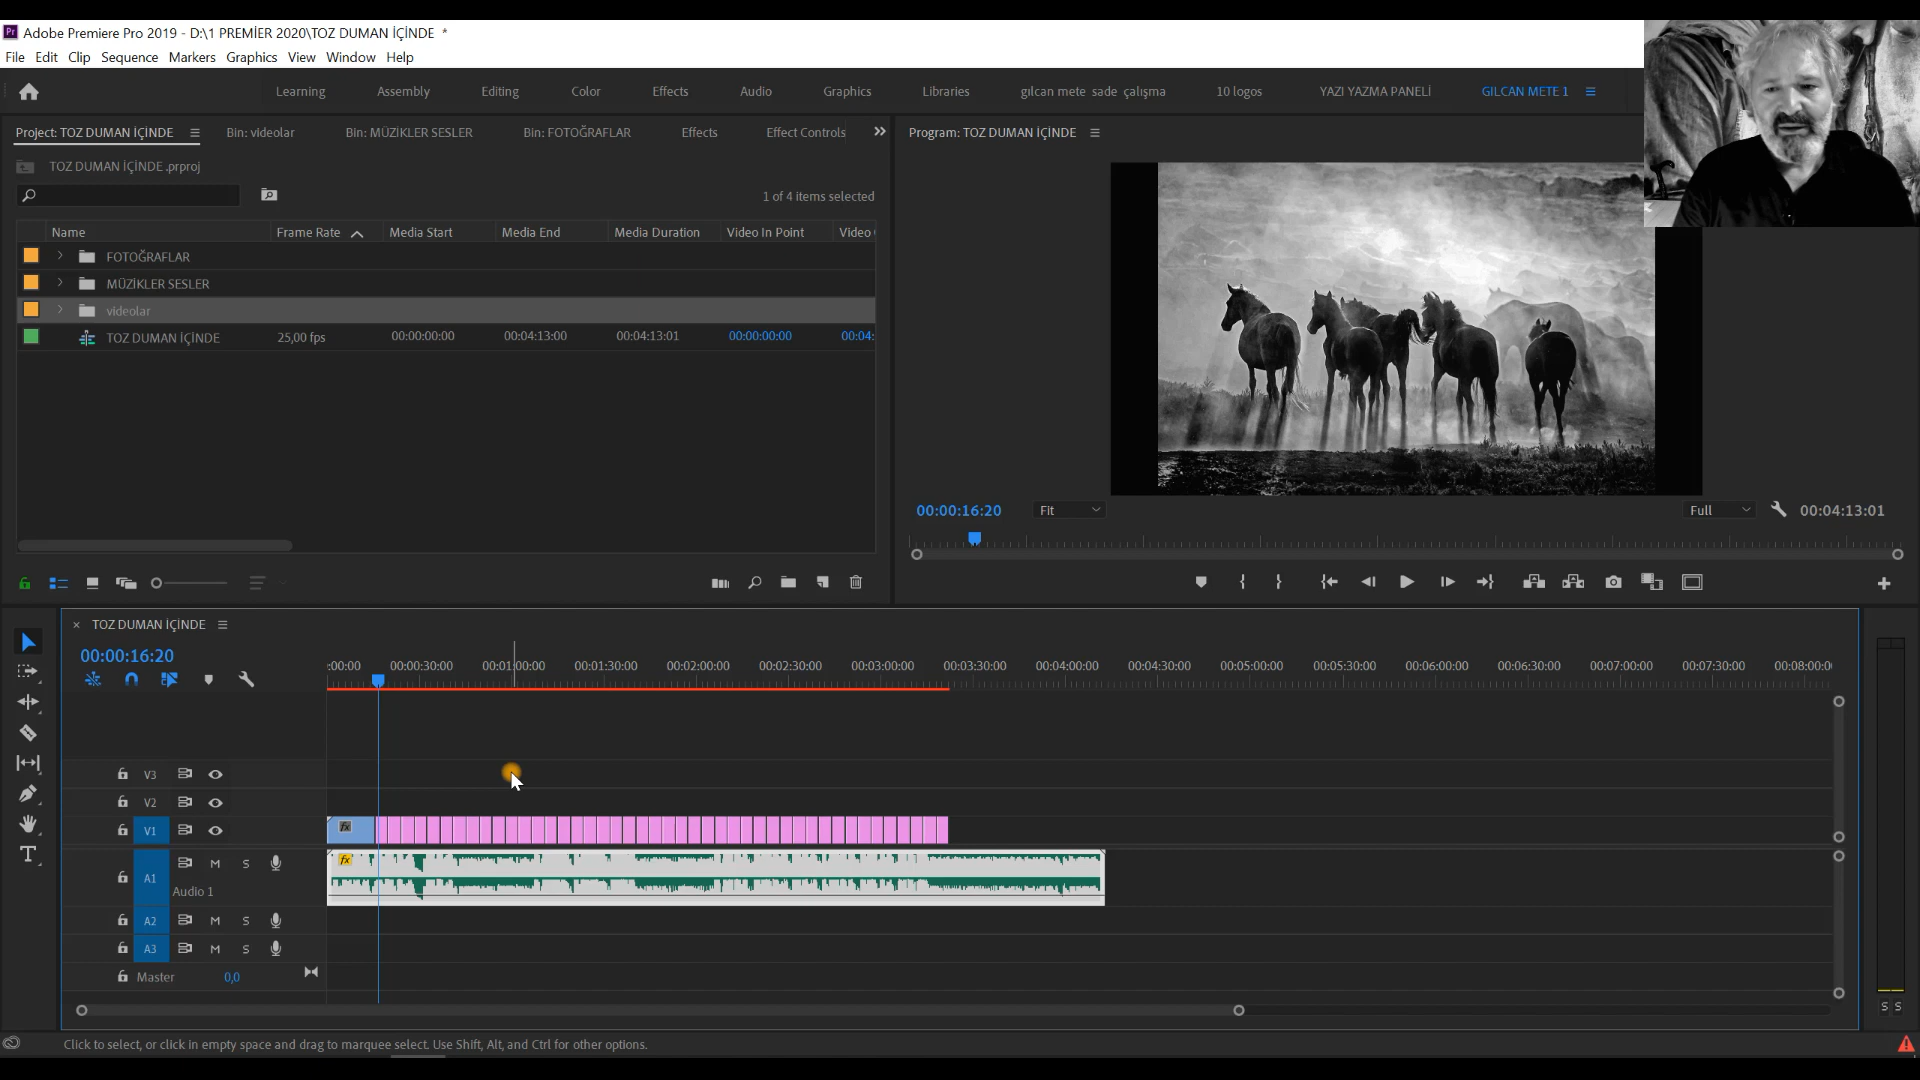 Adobe Premiere Pro 2019 - D:\1 PREMİER 2020\TOZ DUMAN İÇİNDE *
File Edit Clip Sequence Markers Graphics View Window Help
Learning Assembly Editing Color Effects Audio Graphics Libraries gılcan mete sade çalışma 10 logos YAZI YAZMA PANELİ GILCAN METE 1
Project: TOZ DUMAN İÇİNDE Bin: videolar Bin: MÜZİKLER SESLER Bin: FOTOĞRAFLAR Effects Effect Controls
Program: TOZ DUMAN İÇİNDE
TOZ DUMAN İÇİNDE .prproj
1 of 4 items selected
Name Frame Rate Media Start Media End Media Duration Video In Point Video
FOTOĞRAFLAR
MÜZİKLER SESLER
videolar
TOZ DUMAN İÇİNDE 25,00 fps 00:00:00:00 00:04:13:00 00:04:13:01 00:00:00:00 00:04:
00:00:16:20 Fit Full 00:04:13:01
TOZ DUMAN İÇİNDE
00:00:16:20
:00:00 00:00:30:00 00:01:00:00 00:01:30:00 00:02:00:00 00:02:30:00 00:03:00:00 00:03:30:00 00:04:00:00 00:04:30:00 00:05:00:00 00:05:30:00 00:06:00:00 00:06:30:00 00:07:00:00 00:07:30:00 00:08:00:0
V3
V2
V1 fx
A1 M S fx
Audio 1
A2 M S
A3 M S
Master 0,0
S S
Click to select, or click in empty space and drag to marquee select. Use Shift, Alt, and Ctrl for other options.